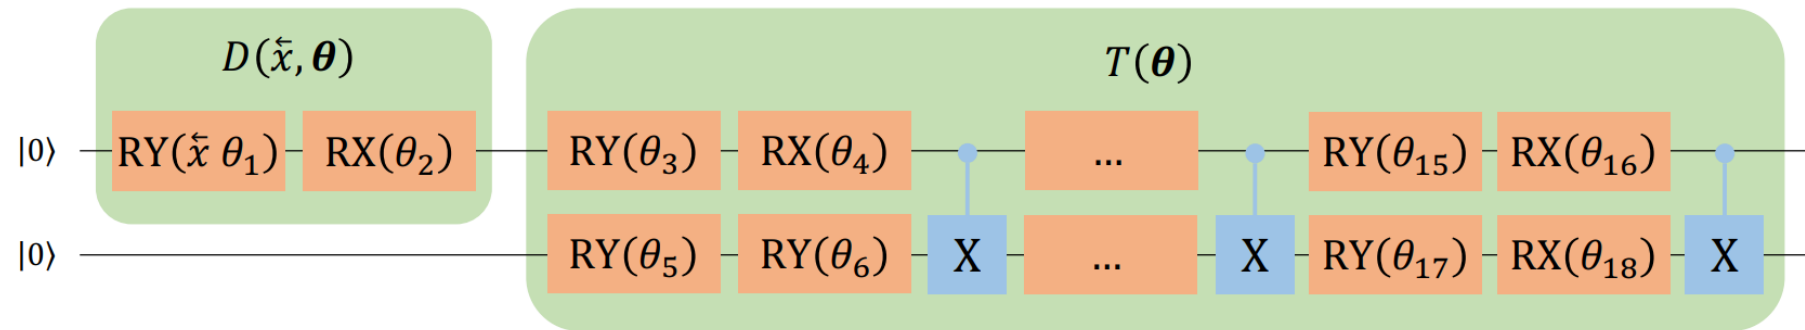 D(x⃖, θ) T(θ)
|0⟩ RY(x⃖ θ₁) RX(θ₂) RY(θ₃) RX(θ₄) ... RY(θ₁₅) RX(θ₁₆)
|0⟩ RY(θ₅) RY(θ₆) X ... X RY(θ₁₇) RX(θ₁₈) X